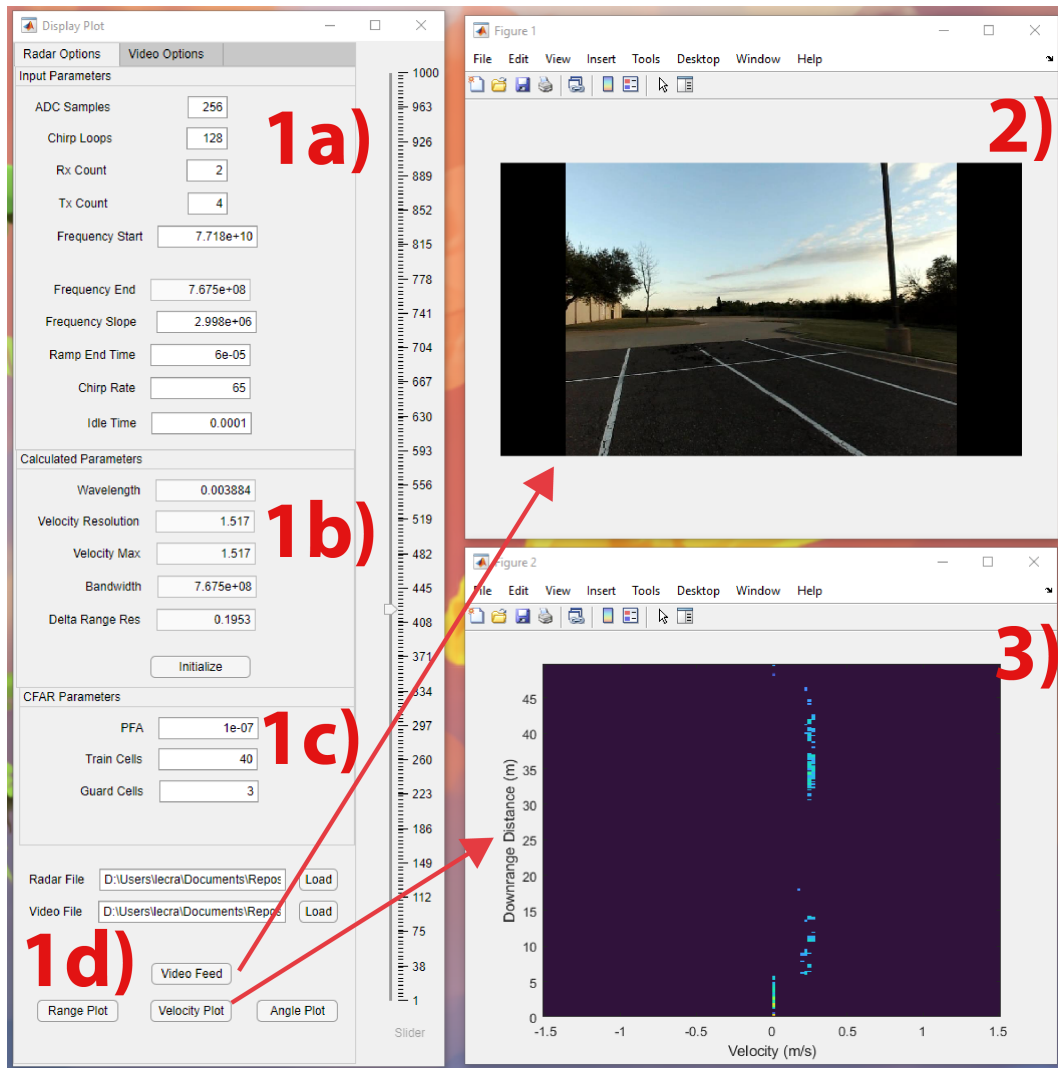 Display Plot
Radar Options Video Options
Input Parameters
ADC Samples 256
Chirp Loops 128
Rx Count 2
Tx Count 4
Frequency Start 7.718e+10
Frequency End 7.675e+08
Frequency Slope 2.998e+06
Ramp End Time 6e-05
Chirp Rate 65
Idle Time 0.0001
1a)
Calculated Parameters
Wavelength 0.003884
Velocity Resolution 1.517
Velocity Max 1.517
Bandwidth 7.675e+08
Delta Range Res 0.1953
Initialize
1b)
CFAR Parameters
PFA 1e-07
Train Cells 40
Guard Cells 3
1c)
Radar File D:\Users\lecra\Documents\Repos Load
Video File D:\Users\lecra\Documents\Repos Load
1d)
Video Feed
Range Plot Velocity Plot Angle Plot
1000
963
926
889
852
815
778
741
704
667
630
593
556
519
482
445
408
371
334
297
260
223
186
149
112
75
38
1
Slider
Figure 1
File Edit View Insert Tools Desktop Window Help
2)
Figure 2
File Edit View Insert Tools Desktop Window Help
3)
45
40
35
30
25
20
15
10
5
0
Downrange Distance (m)
-1.5 -1 -0.5 0 0.5 1 1.5
Velocity (m/s)